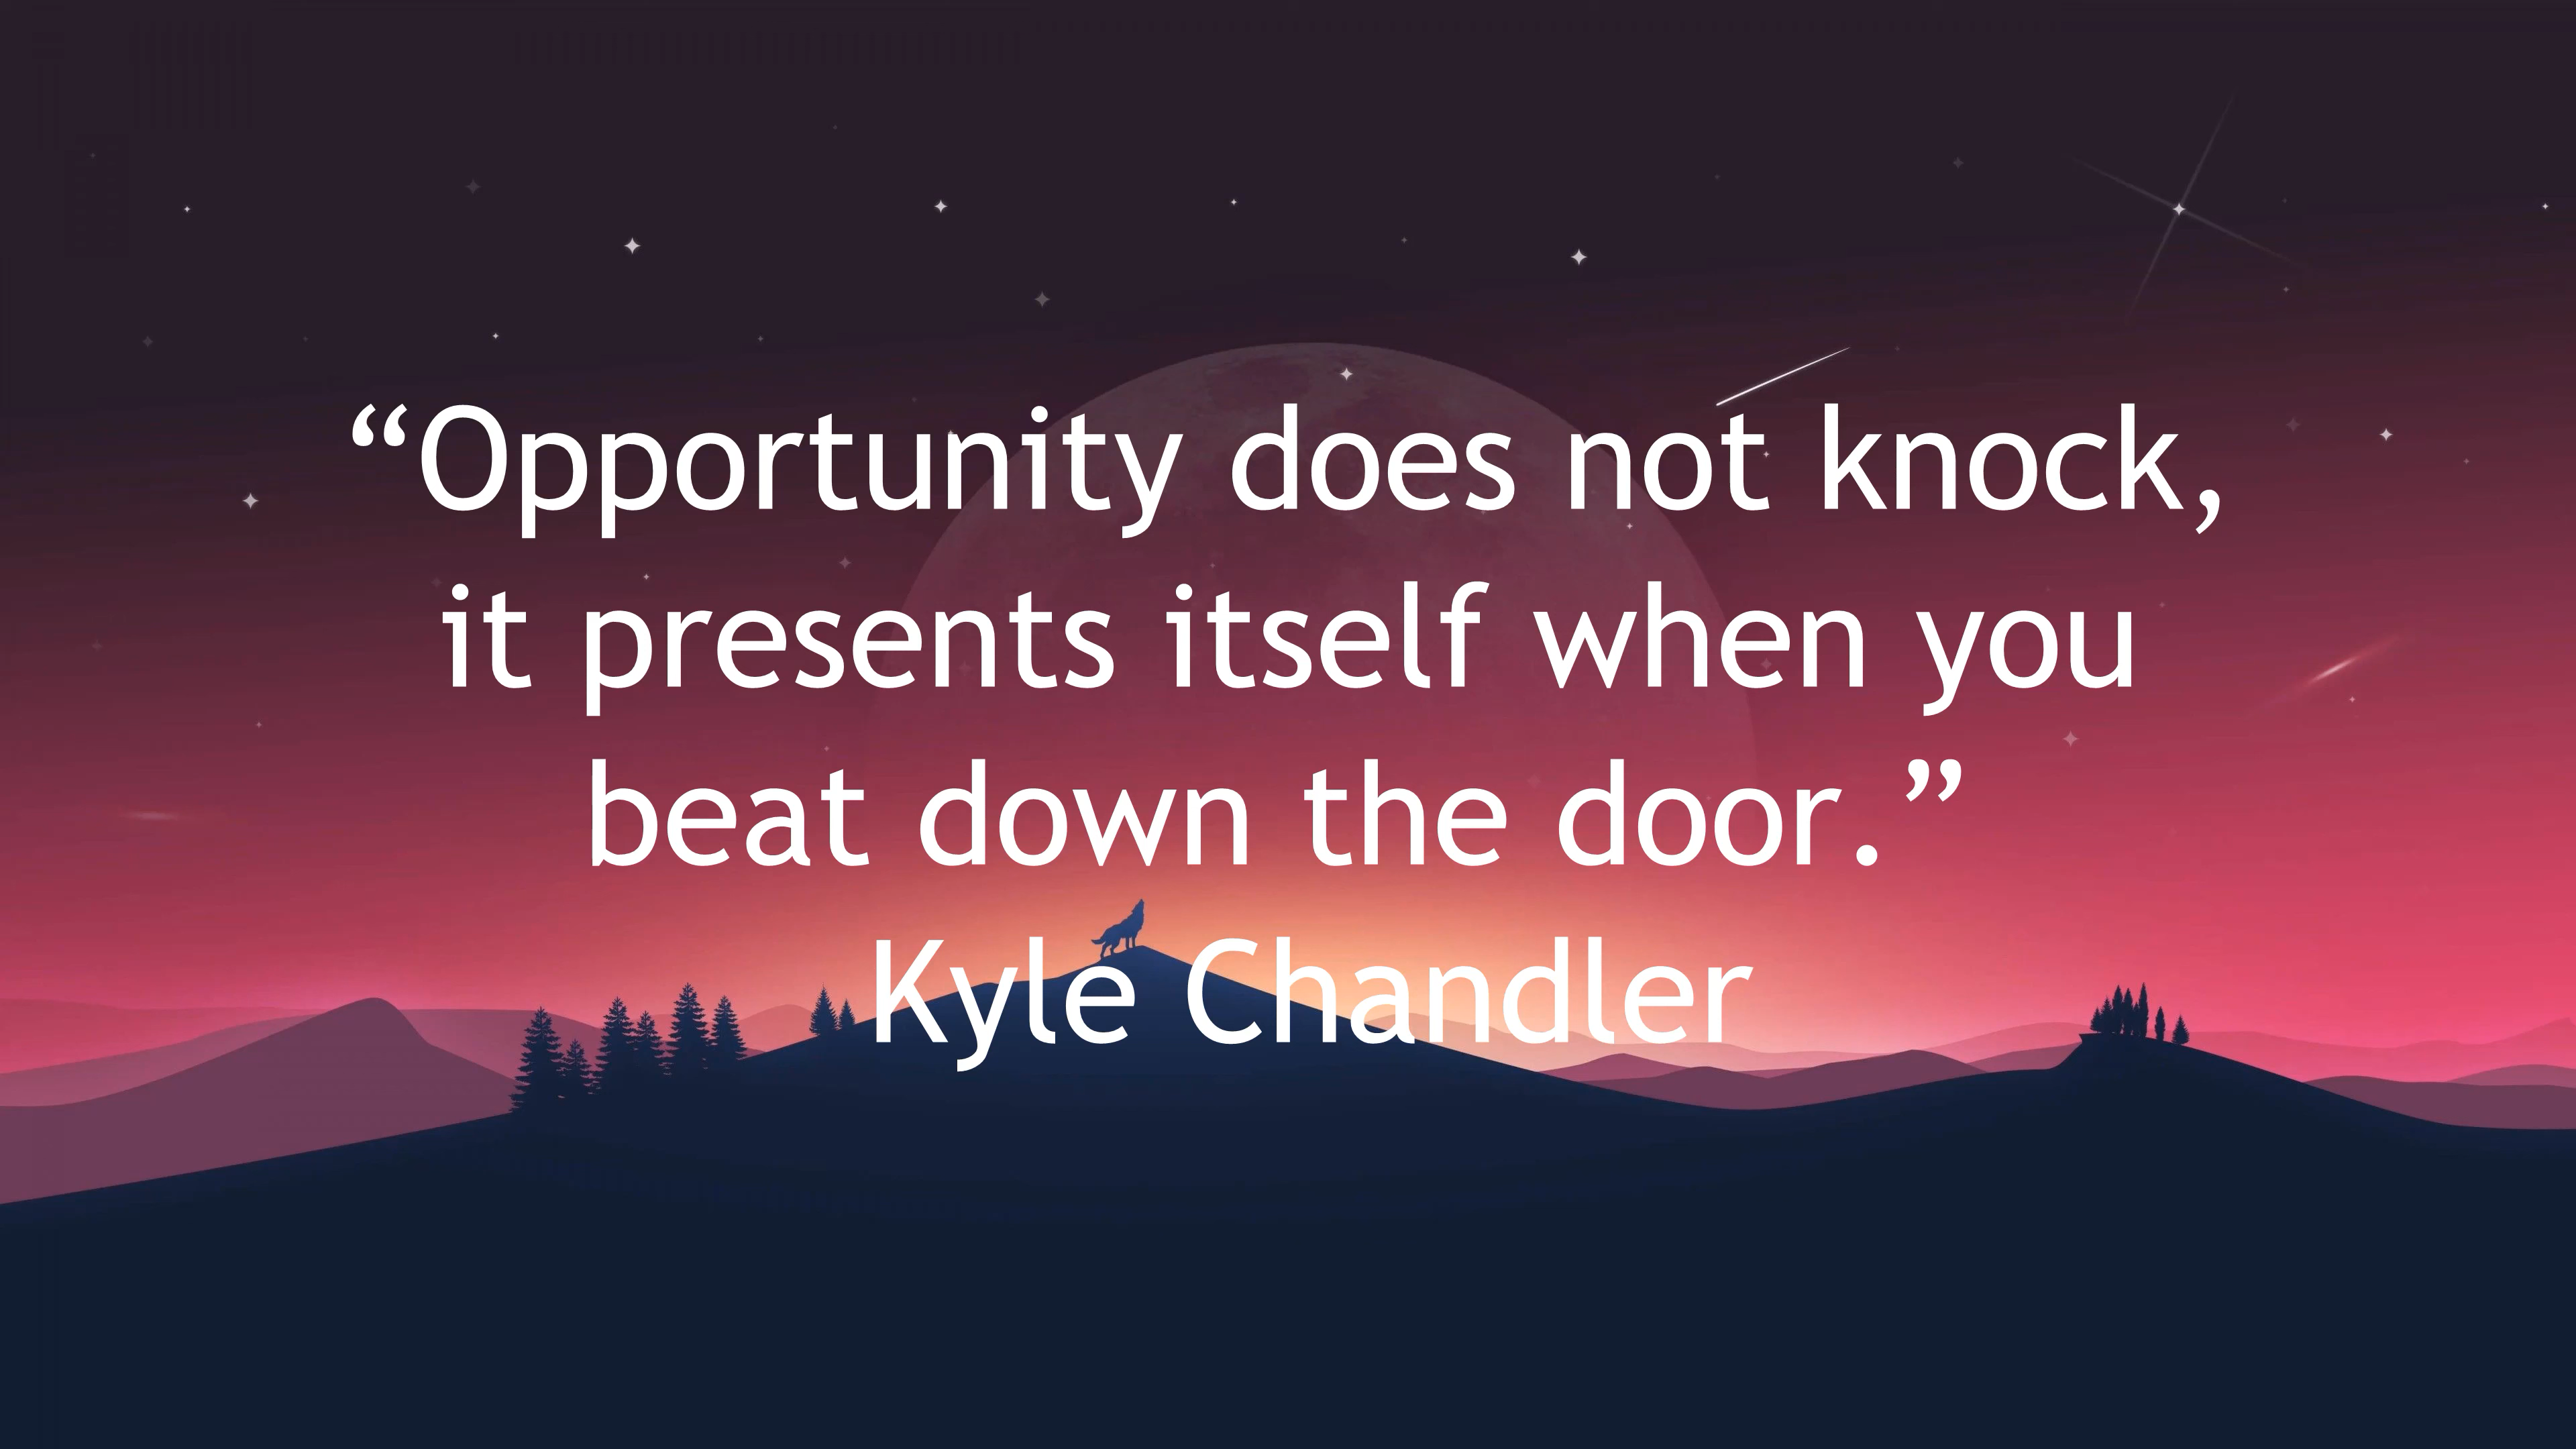 “Opportunity does not knock,
it presents itself when you
beat down the door.”
Kyle Chandler